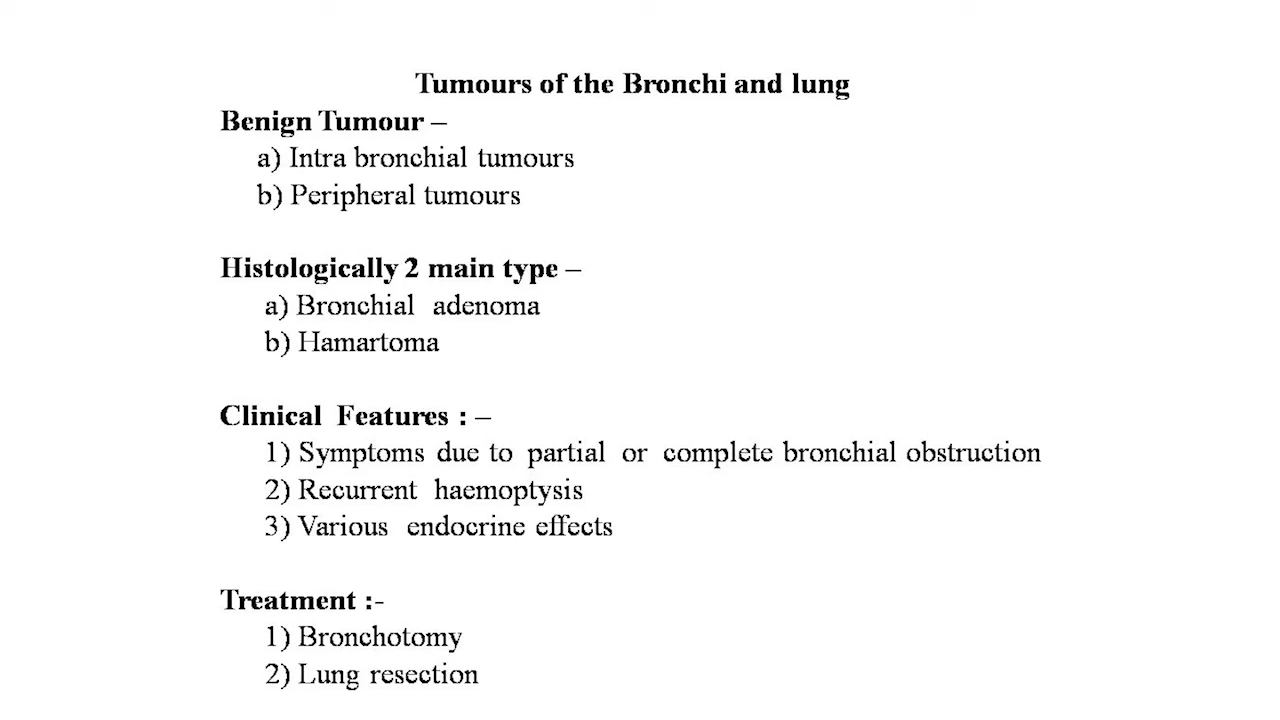 Tumours of the Bronchi and lung
Benign Tumour –
a) Intra bronchial tumours
b) Peripheral tumours
Histologically 2 main type –
a) Bronchial adenoma
b) Hamartoma
Clinical Features : –
1) Symptoms due to partial or complete bronchial obstruction
2) Recurrent haemoptysis
3) Various endocrine effects
Treatment :-
1) Bronchotomy
2) Lung resection